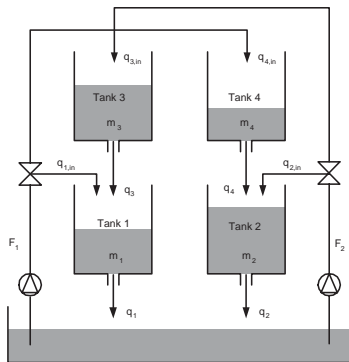 q3,in
q4,in
Tank 3
Tank 4
m3
m4
q1,in
q2,in
q3
q4
Tank 1
Tank 2
F1
F2
m1
m2
q1
q2